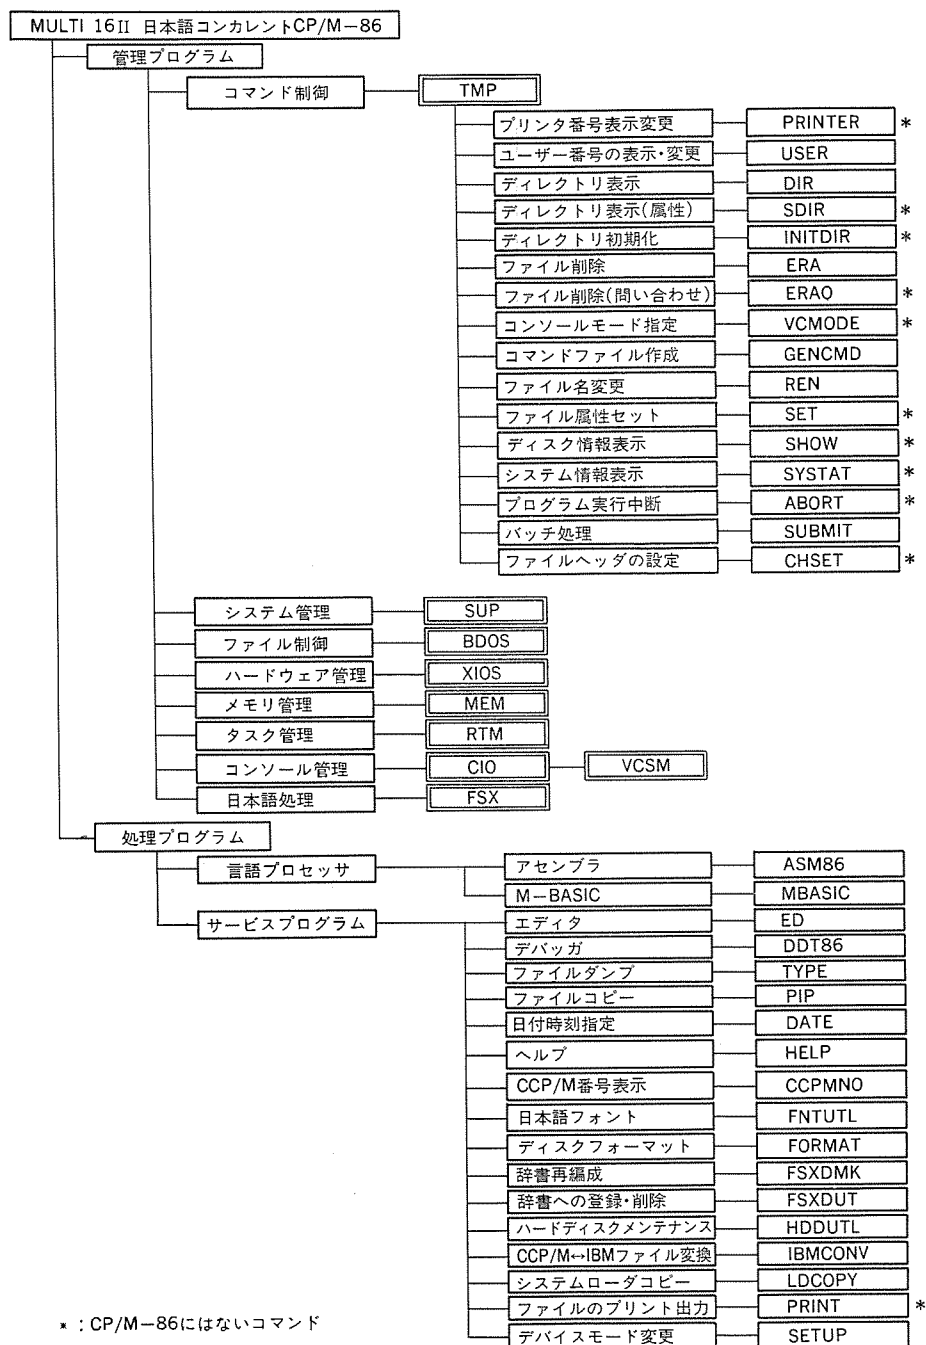 MULTI 16II 日本語コンカレントCP/M－86
管理プログラム
コマンド制御 TMP
プリンタ番号表示変更 PRINTER *
ユーザー番号の表示・変更 USER
ディレクトリ表示 DIR
ディレクトリ表示(属性) SDIR *
ディレクトリ初期化 INITDIR *
ファイル削除 ERA
ファイル削除(問い合わせ) ERAQ *
コンソールモード指定 VCMODE *
コマンドファイル作成 GENCMD
ファイル名変更 REN
ファイル属性セット SET *
ディスク情報表示 SHOW *
システム情報表示 SYSTAT *
プログラム実行中断 ABORT *
バッチ処理 SUBMIT
ファイルヘッダの設定 CHSET *
システム管理 SUP
ファイル制御 BDOS
ハードウェア管理 XIOS
メモリ管理 MEM
タスク管理 RTM
コンソール管理 CIO VCSM
日本語処理 FSX
処理プログラム
言語プロセッサ アセンブラ ASM86
M－BASIC MBASIC
サービスプログラム エディタ ED
デバッガ DDT86
ファイルダンプ TYPE
ファイルコピー PIP
日付時刻指定 DATE
ヘルプ HELP
CCP/M番号表示 CCPMNO
日本語フォント FNTUTL
ディスクフォーマット FORMAT
辞書再編成 FSXDMK
辞書への登録・削除 FSXDUT
ハードディスクメンテナンス HDDUTL
CCP/M↔IBMファイル変換 IBMCONV
システムローダコピー LDCOPY
ファイルのプリント出力 PRINT *
デバイスモード変更 SETUP
* : CP/M－86にはないコマンド